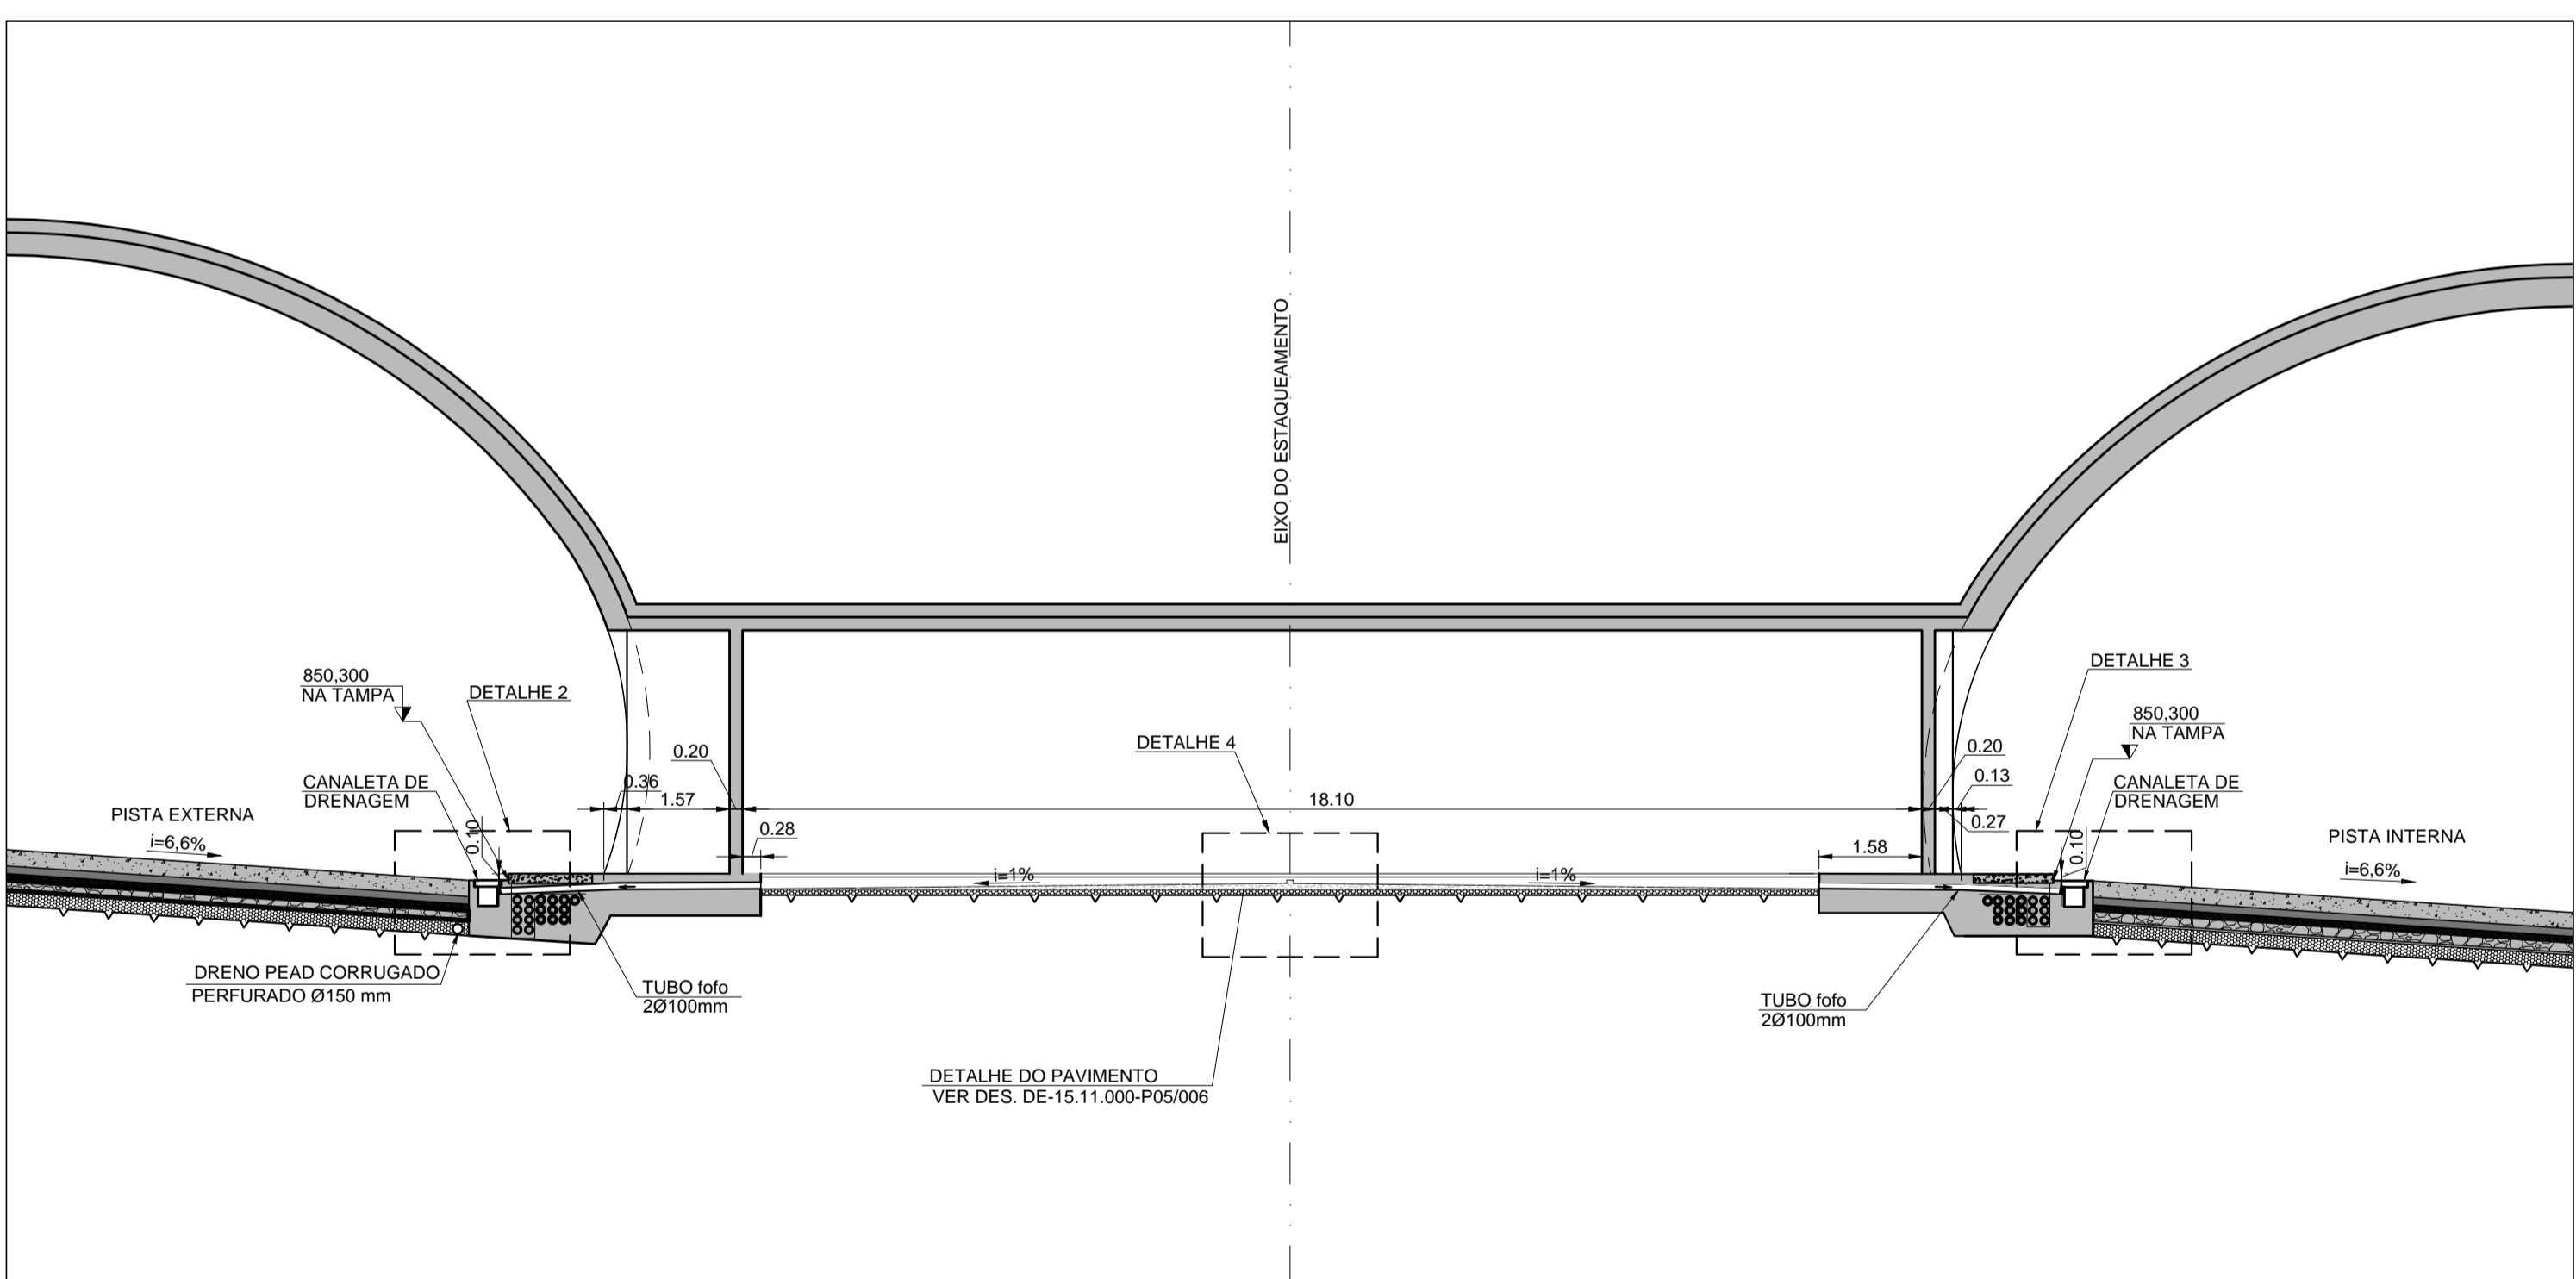 EIXO DO ESTAQUEAMENTO
850,300
NA TAMPA
DETALHE 2
CANALETA DE
DRENAGEM
PISTA EXTERNA
i=6,6%
0.10
0.36
1.57
0.20
0.28
DETALHE 4
18.10
i=1%
i=1%
1.58
0.20
0.13
0.27
DETALHE 3
850,300
NA TAMPA
CANALETA DE
DRENAGEM
0.10
PISTA INTERNA
i=6,6%
DRENO PEAD CORRUGADO
PERFURADO Ø150 mm
TUBO fofo
2Ø100mm
TUBO fofo
2Ø100mm
DETALHE DO PAVIMENTO
VER DES. DE-15.11.000-P05/006